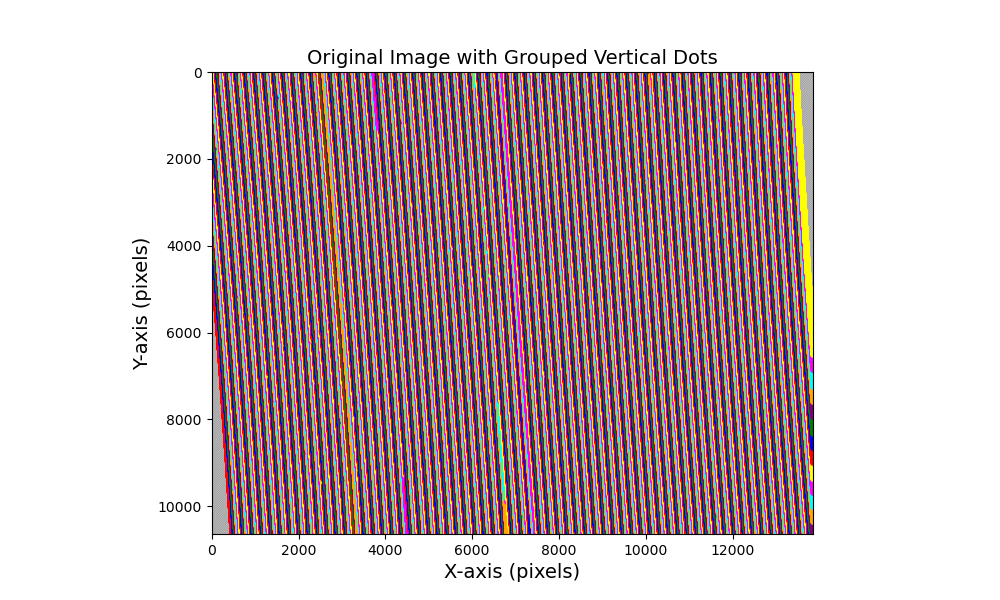 Original Image with Grouped Vertical Dots
0
2000
4000
6000
8000
10000
Y-axis (pixels)
0 2000 4000 6000 8000 10000 12000
X-axis (pixels)